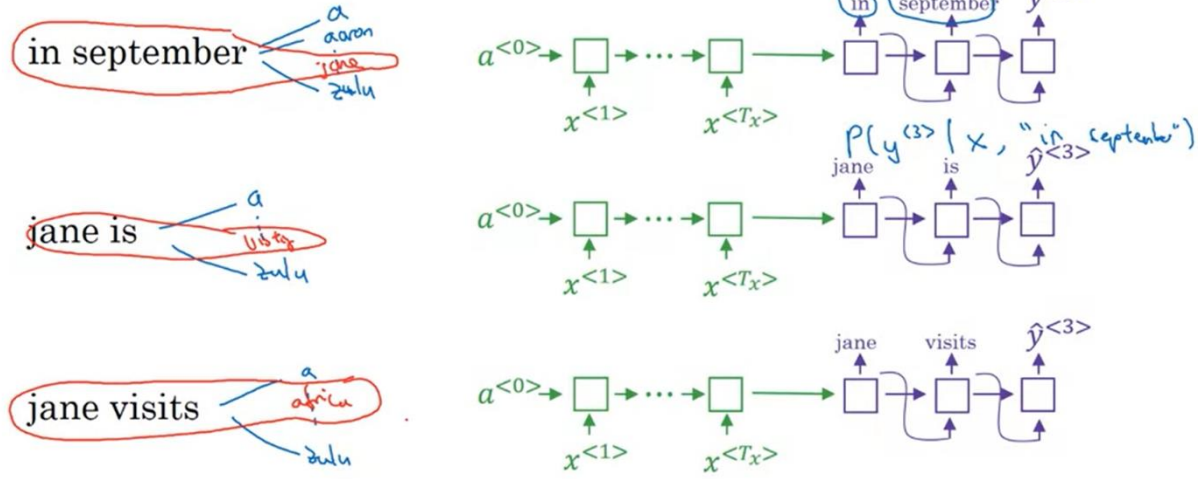 in september
a
aaron
jane
zulu
in september y
a<0>
x<1> x<Tx>
P(y<3> | x, "in september")
jane is
a
visits
zulu
a<0>
jane is ŷ<3>
x<1> x<Tx>
jane visits
a
africa
zulu
a<0>
jane visits ŷ<3>
x<1> x<Tx>